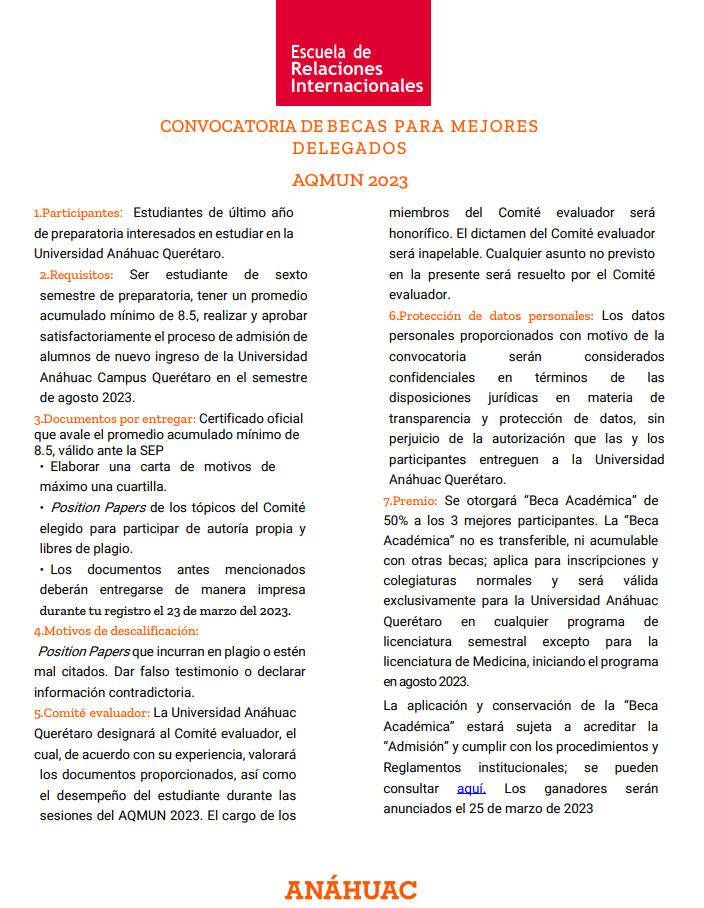 Escuela de
Relaciones
Internacionales
CONVOCATORIA DE BECAS PARA MEJORES
DELEGADOS
AQMUN 2023
1.Participantes: Estudiantes de último año
de preparatoria interesados en estudiar en la
Universidad Anáhuac Querétaro.
2.Requisitos: Ser estudiante de sexto
semestre de preparatoria, tener un promedio
acumulado mínimo de 8.5, realizar y aprobar
satisfactoriamente el proceso de admisión de
alumnos de nuevo ingreso de la Universidad
Anáhuac Campus Querétaro en el semestre
de agosto 2023.
3.Documentos por entregar: Certificado oficial
que avale el promedio acumulado mínimo de
8.5, válido ante la SEP
• Elaborar una carta de motivos de
máximo una cuartilla.
• Position Papers de los tópicos del Comité
elegido para participar de autoría propia y
libres de plagio.
• Los documentos antes mencionados
deberán entregarse de manera impresa
durante tu registro el 23 de marzo del 2023.
4.Motivos de descalificación:
Position Papers que incurran en plagio o estén
mal citados. Dar falso testimonio o declarar
información contradictoria.
5.Comité evaluador: La Universidad Anáhuac
Querétaro designará al Comité evaluador, el
cual, de acuerdo con su experiencia, valorará
los documentos proporcionados, así como
el desempeño del estudiante durante las
sesiones del AQMUN 2023. El cargo de los
miembros del Comité evaluador será
honorífico. El dictamen del Comité evaluador
será inapelable. Cualquier asunto no previsto
en la presente será resuelto por el Comité
evaluador.
6.Protección de datos personales: Los datos
personales proporcionados con motivo de la
convocatoria serán considerados
confidenciales en términos de las
disposiciones jurídicas en materia de
transparencia y protección de datos, sin
perjuicio de la autorización que las y los
participantes entreguen a la Universidad
Anáhuac Querétaro.
7.Premio: Se otorgará “Beca Académica” de
50% a los 3 mejores participantes. La “Beca
Académica” no es transferible, ni acumulable
con otras becas; aplica para inscripciones y
colegiaturas normales y será válida
exclusivamente para la Universidad Anáhuac
Querétaro en cualquier programa de
licenciatura semestral excepto para la
licenciatura de Medicina, iniciando el programa
en agosto 2023.
La aplicación y conservación de la “Beca
Académica” estará sujeta a acreditar la
“Admisión” y cumplir con los procedimientos y
Reglamentos institucionales; se pueden
consultar aquí. Los ganadores serán
anunciados el 25 de marzo de 2023
ANÁHUAC